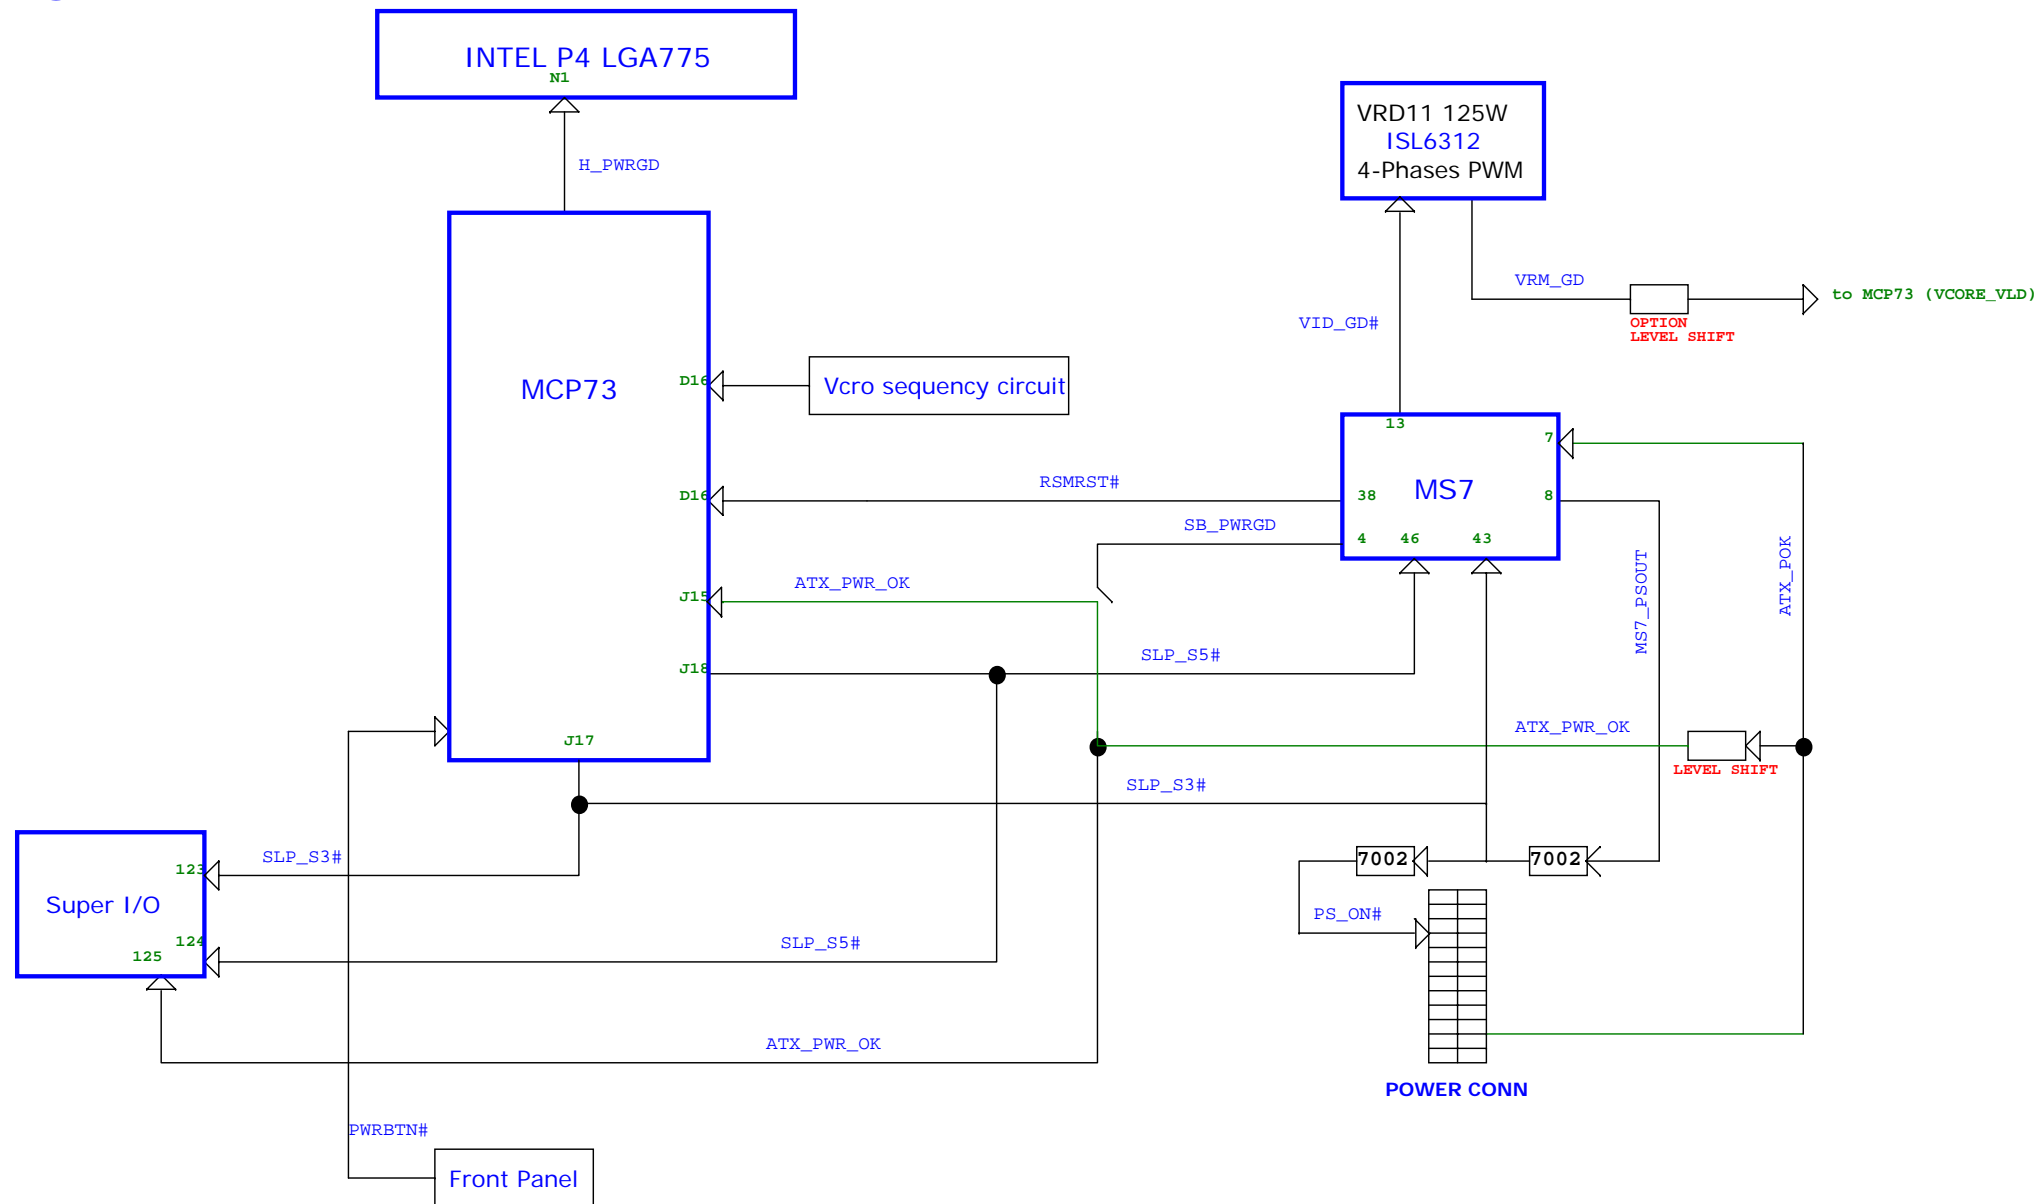 INTEL P4 LGA775
N1
H_PWRGD
VRD11 125W
ISL6312
4-Phases PWM
VRM_GD
to MCP73 (VCORE_VLD)
OPTION
LEVEL SHIFT
VID_GD#
MCP73
D16
Vcro sequency circuit
13
7
RSMRST#
D16
38
MS7
8
SB_PWRGD
4
46
43
ATX_PWR_OK
J15
MS7_PSOUT
ATX_POK
SLP_S5#
J18
J17
ATX_PWR_OK
LEVEL SHIFT
SLP_S3#
SLP_S3#
123
7002
7002
Super I/O
PS_ON#
124
125
SLP_S5#
ATX_PWR_OK
POWER CONN
PWRBTN#
Front Panel